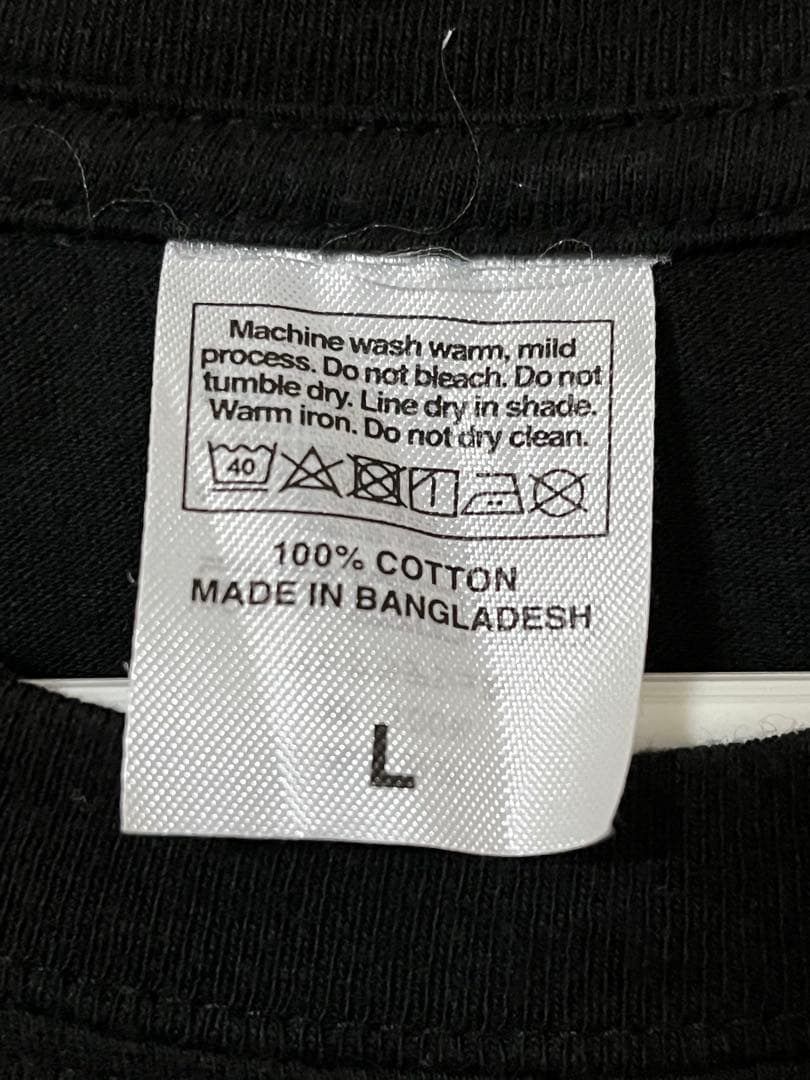 Machine wash warm, mild
process. Do not bleach. Do not
tumble dry. Line dry in shade.
Warm iron. Do not dry clean.
40
100% COTTON
MADE IN BANGLADESH
L